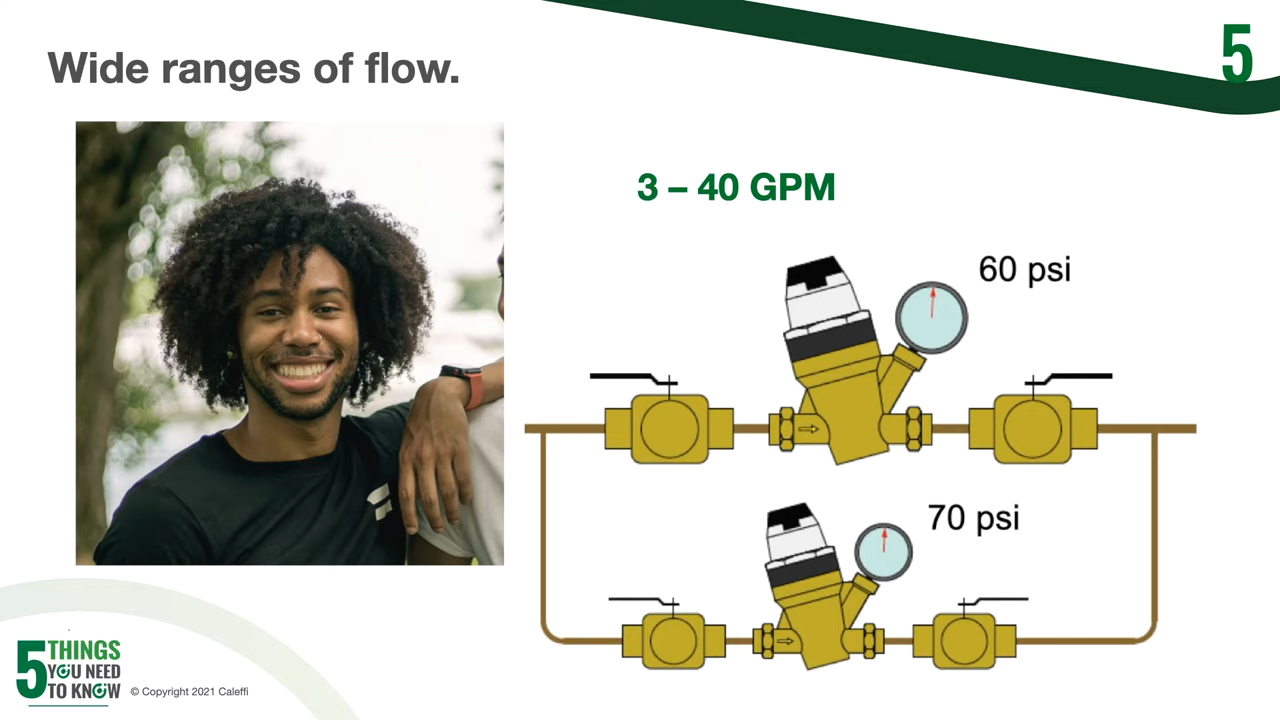 Wide ranges of flow.
5
3 – 40 GPM
60 psi
70 psi
5 THINGS
YOU NEED
TO KNOW
© Copyright 2021 Caleffi